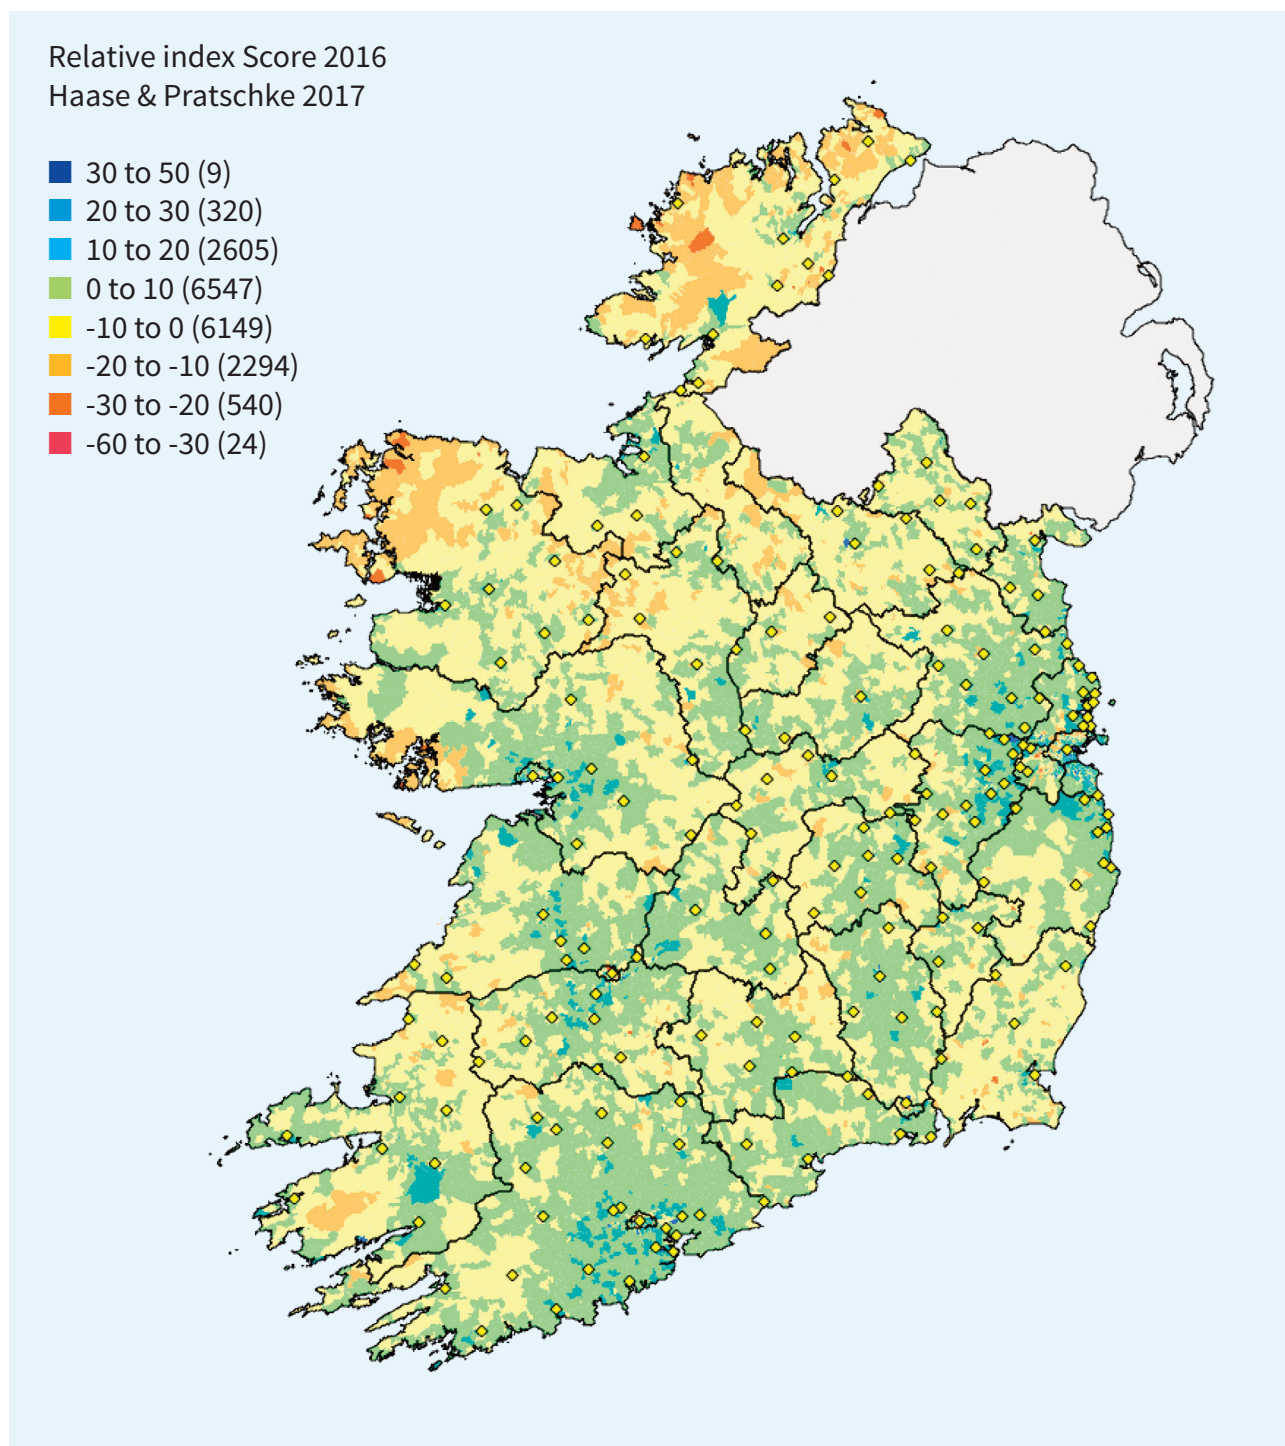 Relative index Score 2016
Haase & Pratschke 2017
30 to 50 (9)
20 to 30 (320)
10 to 20 (2605)
0 to 10 (6547)
-10 to 0 (6149)
-20 to -10 (2294)
-30 to -20 (540)
-60 to -30 (24)